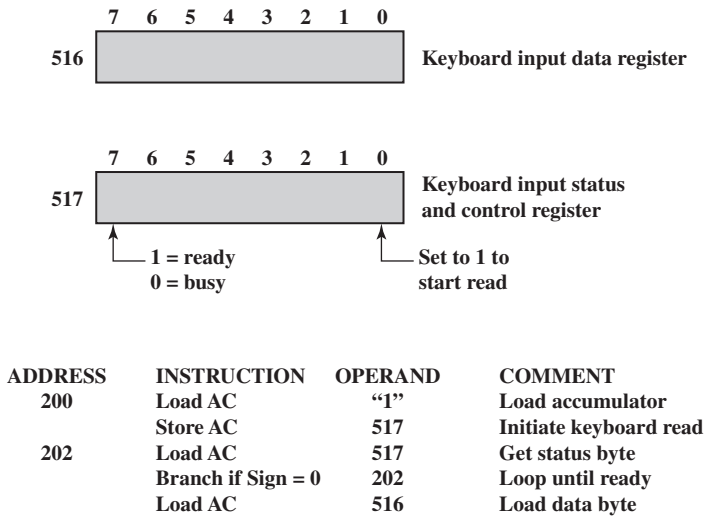 7 6 5 4 3 2 1 0
516 Keyboard input data register
7 6 5 4 3 2 1 0
517 Keyboard input status
and control register
1 = ready
0 = busy
Set to 1 to
start read
ADDRESS INSTRUCTION OPERAND COMMENT
200 Load AC “1” Load accumulator
Store AC 517 Initiate keyboard read
202 Load AC 517 Get status byte
Branch if Sign = 0 202 Loop until ready
Load AC 516 Load data byte